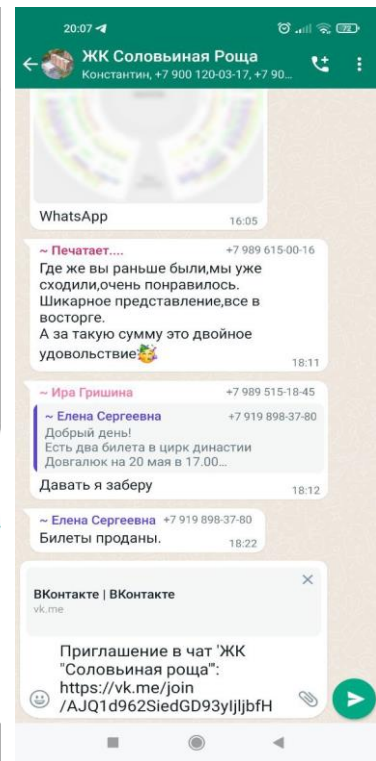 20:07
72
ЖК Соловьиная Роща
Константин, +7 900 120-03-17, +7 90...
WhatsApp
16:05
~ Печатает.... +7 989 615-00-16
Где же вы раньше были,мы уже
сходили,очень понравилось.
Шикарное представление,все в
восторге.
А за такую сумму это двойное
удовольствие
18:11
~ Ира Гришина +7 989 515-18-45
~ Елена Сергеевна +7 919 898-37-80
Добрый день!
Есть два билета в цирк династии
Довгалюк на 20 мая в 17.00...
Давать я заберу
18:12
~ Елена Сергеевна +7 919 898-37-80
Билеты проданы.
18:22
ВКонтакте | ВКонтакте
vk.me
Приглашение в чат 'ЖК
"Соловьиная роща"':
https://vk.me/join
/AJQ1d962SiedGD93yIjljbfH